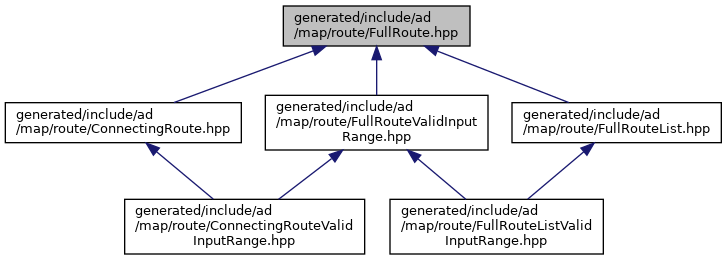 generated/include/ad
/map/route/FullRoute.hpp
generated/include/ad
/map/route/ConnectingRoute.hpp
generated/include/ad
/map/route/FullRouteValidInput
Range.hpp
generated/include/ad
/map/route/FullRouteList.hpp
generated/include/ad
/map/route/ConnectingRouteValid
InputRange.hpp
generated/include/ad
/map/route/FullRouteListValid
InputRange.hpp